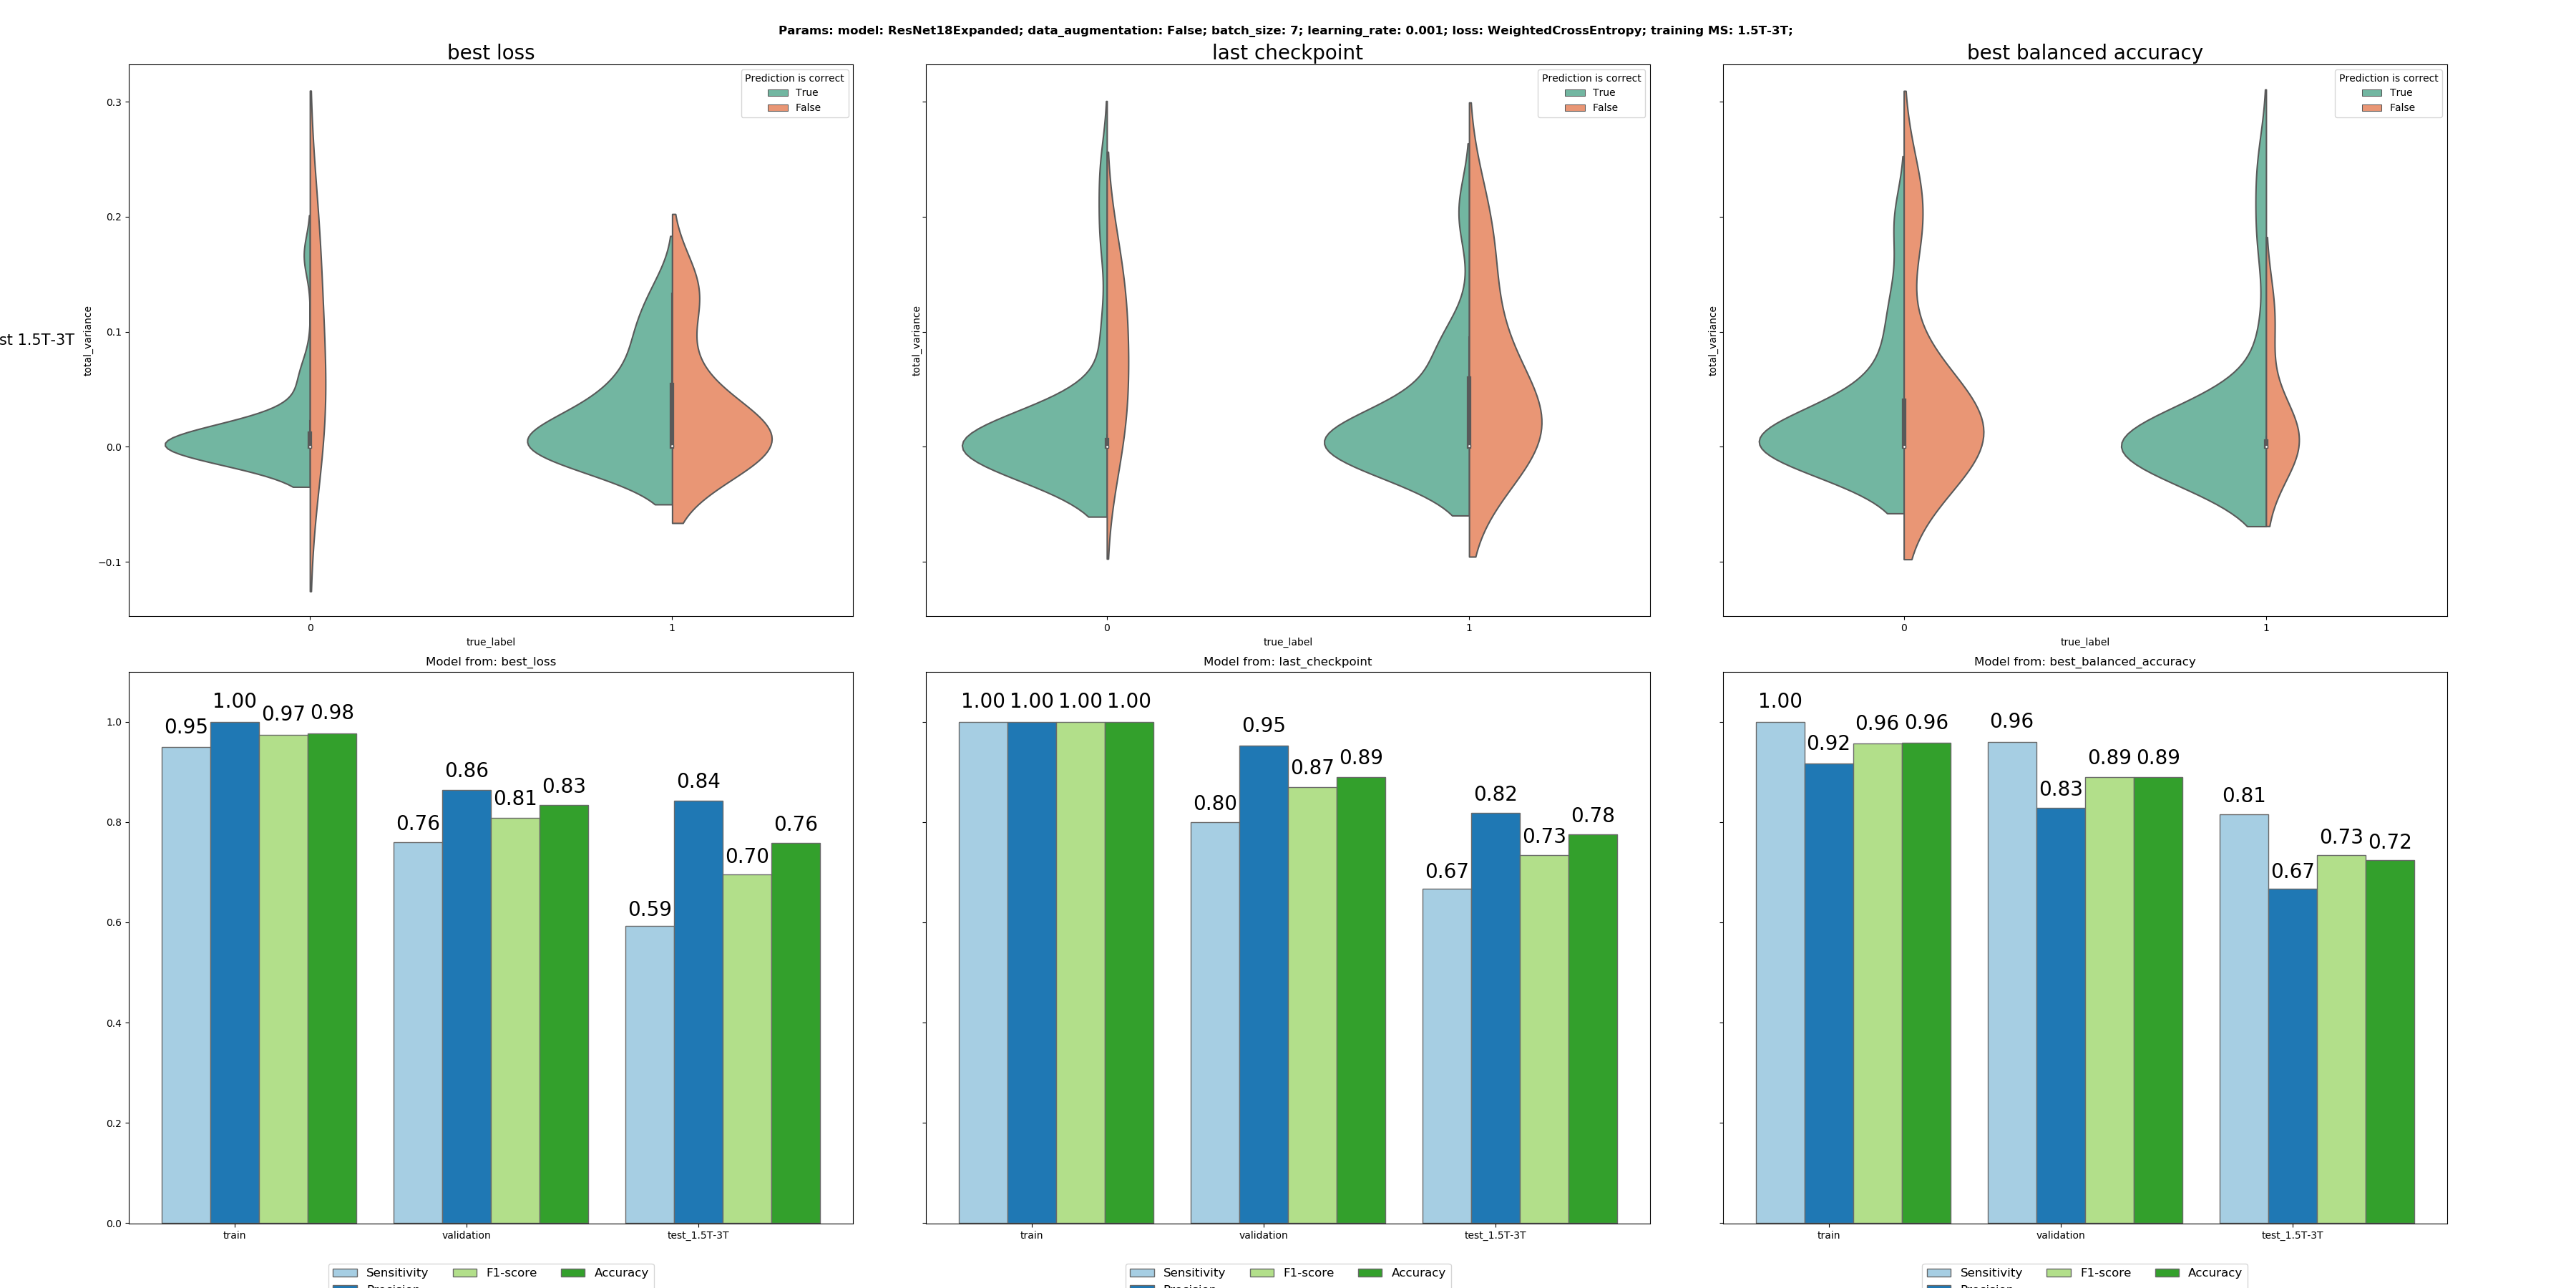 Params: model: ResNet18Expanded; data_augmentation: False; batch_size: 7; learning_rate: 0.001; loss: WeightedCrossEntropy; training MS: 1.5T-3T;
best loss
last checkpoint
best balanced accuracy
Prediction is correct
True
False
Prediction is correct
True
False
Prediction is correct
True
False
0.3
0.2
0.1
0.0
−0.1
st 1.5T-3T
total_variance
total_variance
total_variance
0 1
0 1
0 1
true_label
true_label
true_label
Model from: best_loss
Model from: last_checkpoint
Model from: best_balanced_accuracy
1.0
0.8
0.6
0.4
0.2
0.0
0.95 1.00 0.97 0.98
0.76 0.86 0.81 0.83
0.59 0.84 0.70 0.76
1.00 1.00 1.00 1.00
0.80 0.95 0.87 0.89
0.67 0.82 0.73 0.78
1.00 0.92 0.96 0.96
0.96 0.83 0.89 0.89
0.81 0.67 0.73 0.72
train validation test_1.5T-3T
train validation test_1.5T-3T
train validation test_1.5T-3T
Sensitivity F1-score Accuracy
Precision
Sensitivity F1-score Accuracy
Precision
Sensitivity F1-score Accuracy
Precision